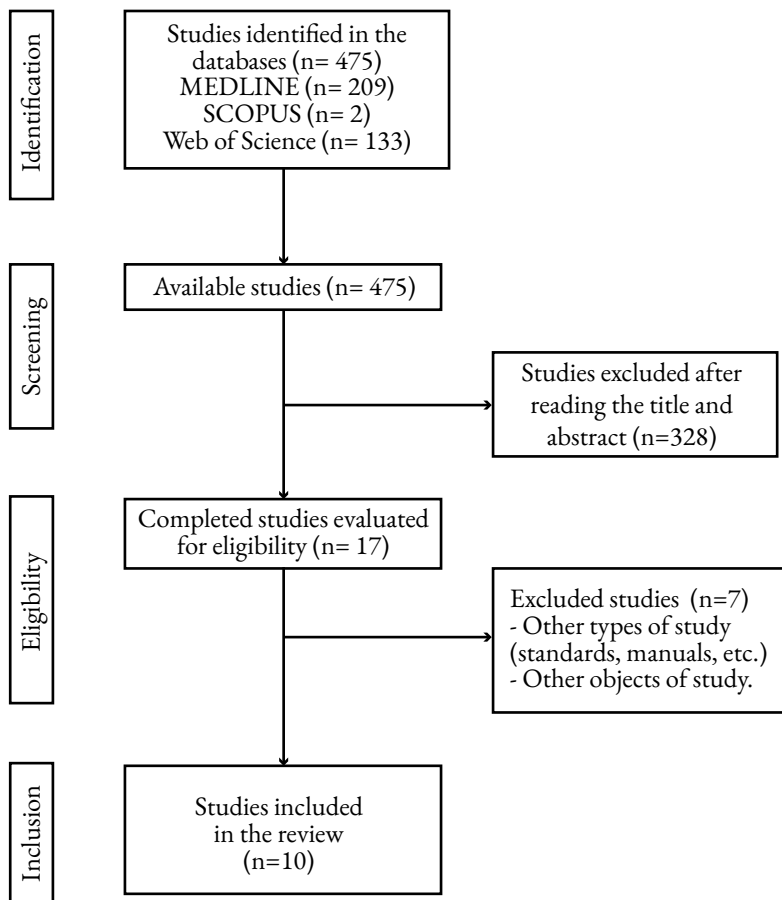 Identification
Studies identified in the
databases (n= 475)
MEDLINE (n= 209)
SCOPUS (n= 2)
Web of Science (n= 133)
Screening
Available studies (n= 475)
Studies excluded after
reading the title and
abstract (n=328)
Eligibility
Completed studies evaluated
for eligibility (n= 17)
Excluded studies (n=7)
- Other types of study
(standards, manuals, etc.)
- Other objects of study.
Inclusion
Studies included
in the review
(n=10)